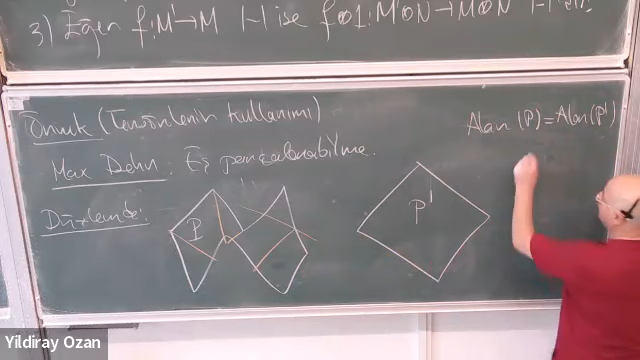 3) Eğer f: M'→M 1-1 ise f⊗1: M'⊗N→M⊗N 1-1 'dir.
Örnek (Tensörlerin kullanımı)
Alan (P) = Alan (P')
Max Dehn. Eş parçalanabilme.
Düzlemde:
P
P'
Yildiray Ozan